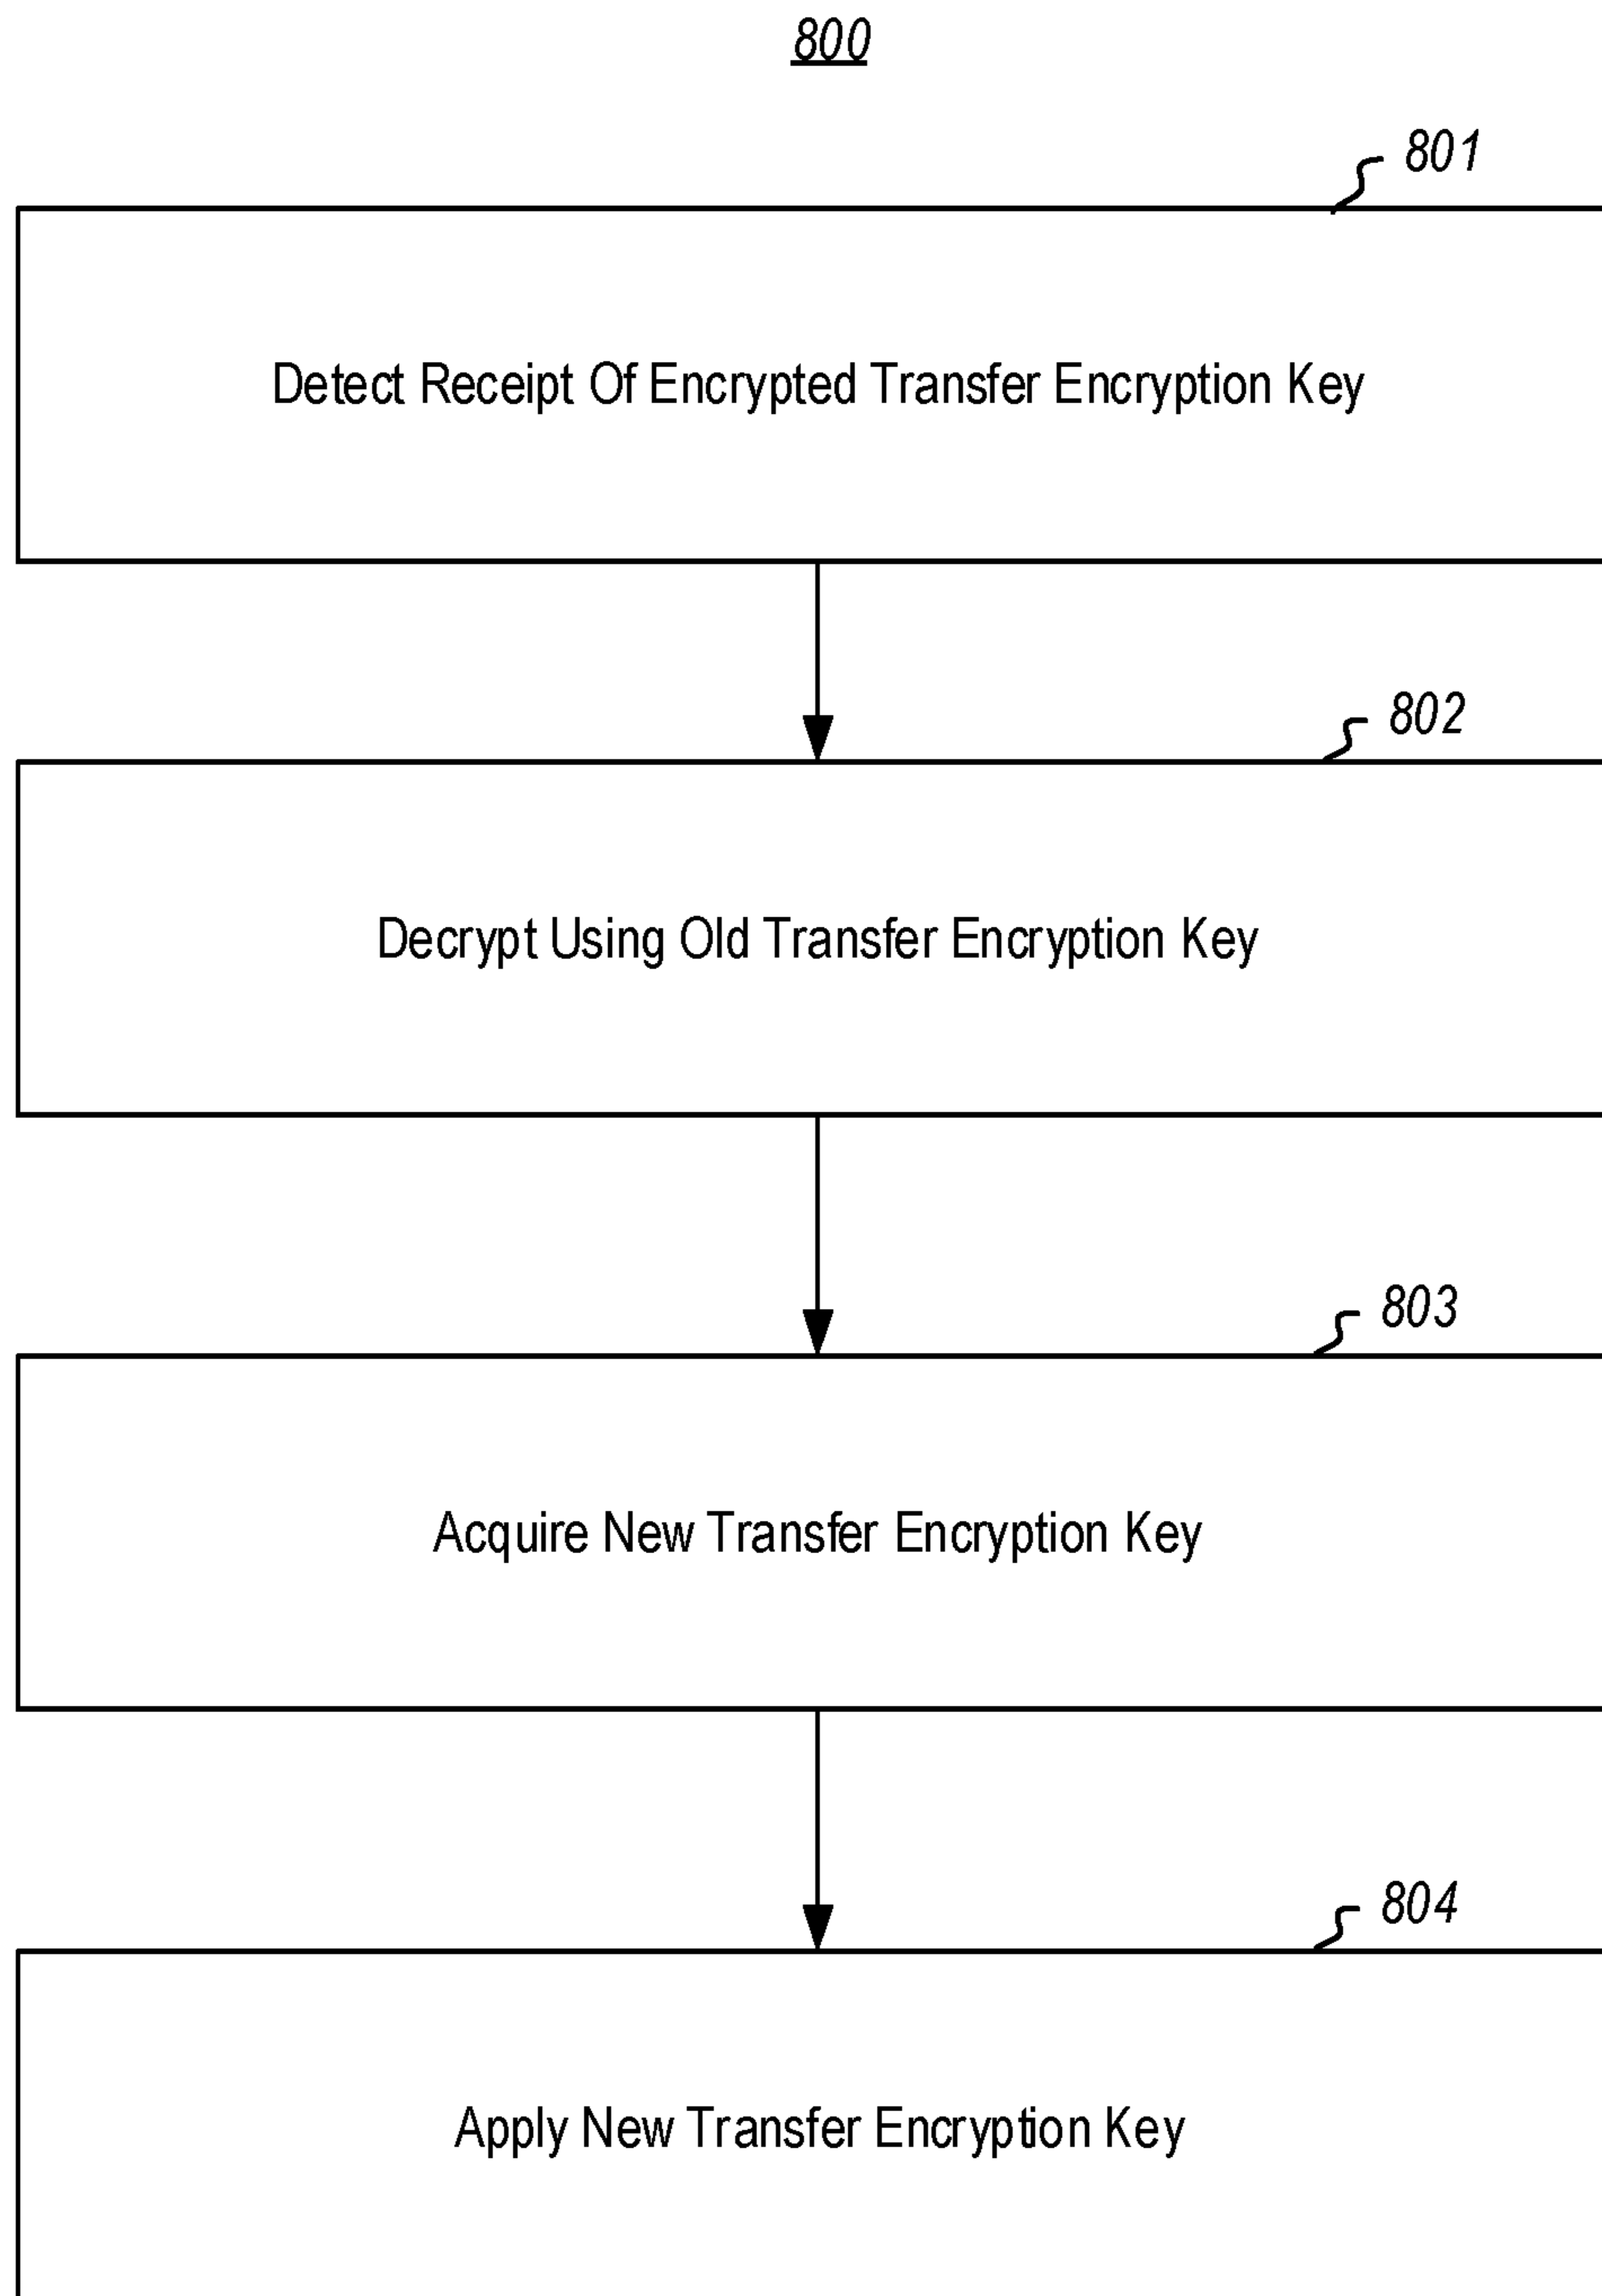 800
801
Detect Receipt Of Encrypted Transfer Encryption Key
802
Decrypt Using Old Transfer Encryption Key
803
Acquire New Transfer Encryption Key
804
Apply New Transfer Encryption Key